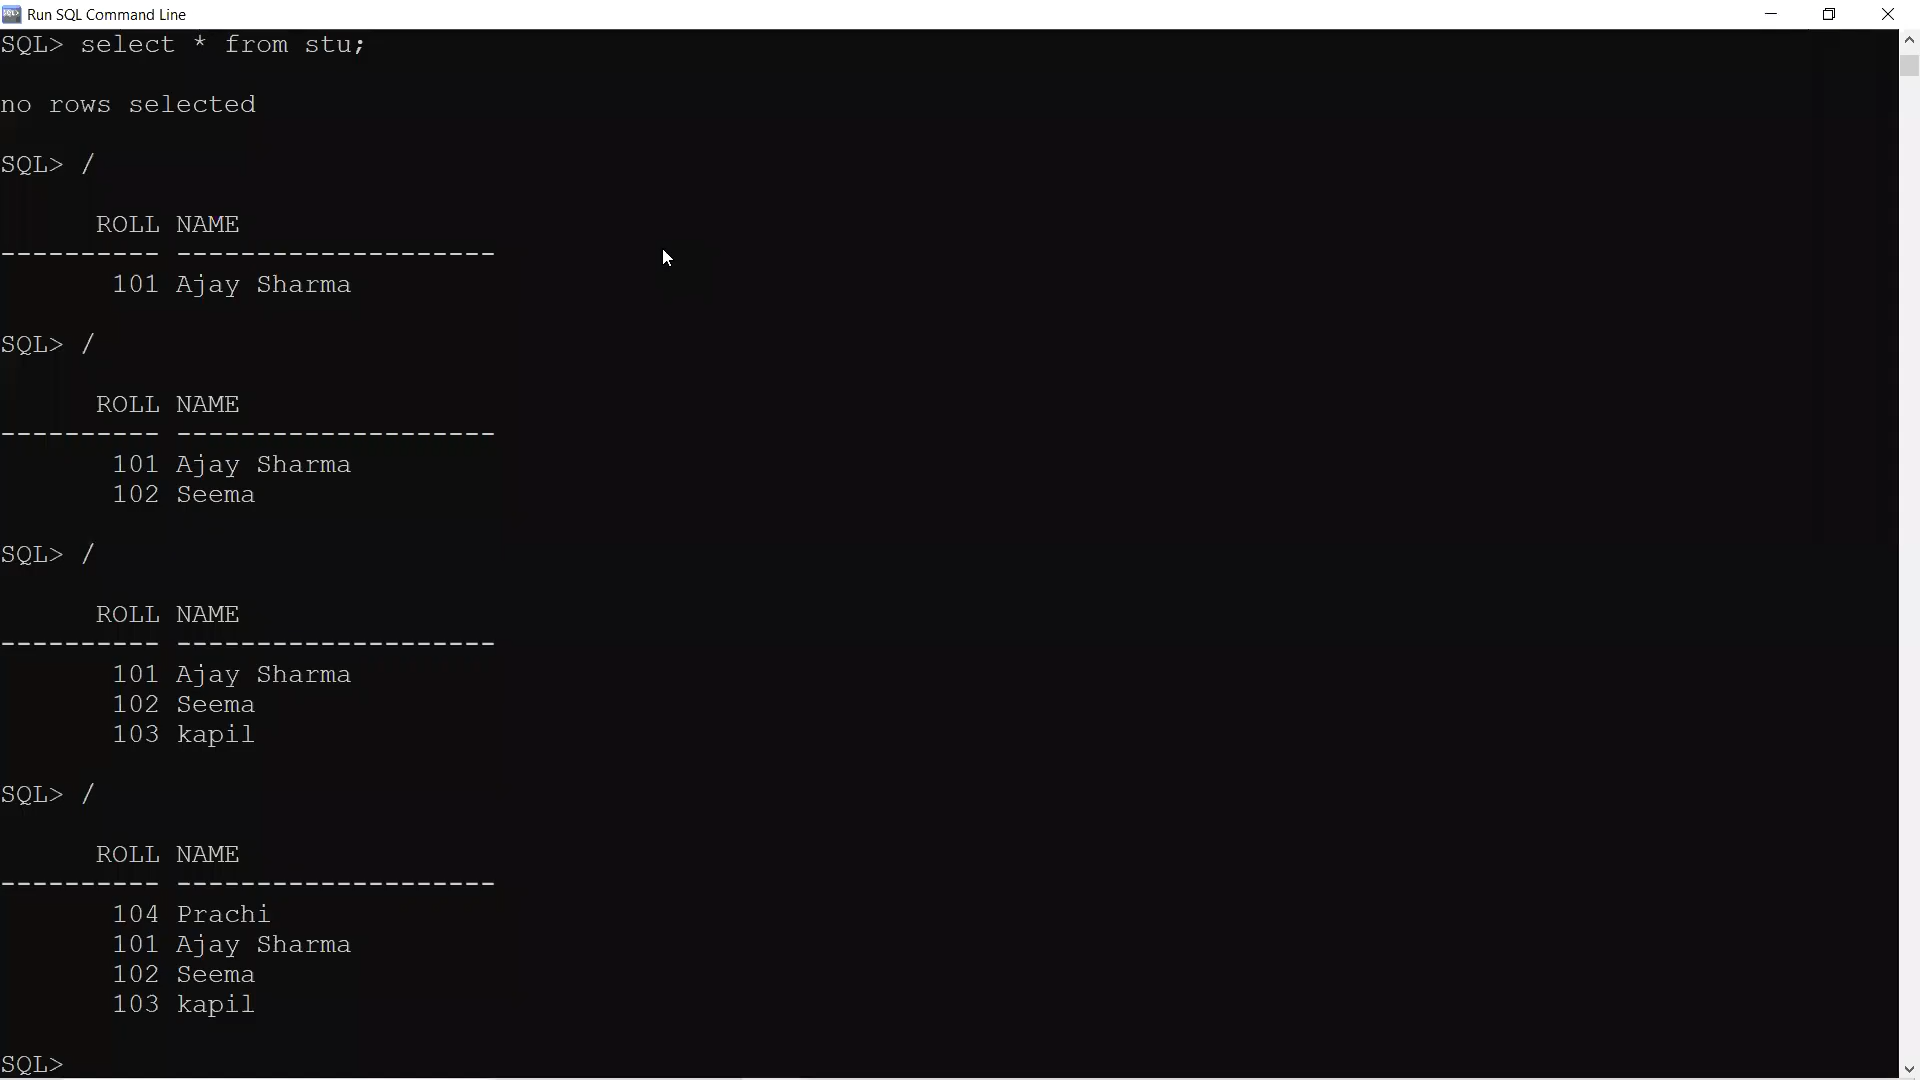 Run SQL Command Line
SQL> select * from stu;
no rows selected
SQL> /
ROLL NAME
---------- --------------------
101 Ajay Sharma
SQL> /
ROLL NAME
---------- --------------------
101 Ajay Sharma
102 Seema
SQL> /
ROLL NAME
---------- --------------------
101 Ajay Sharma
102 Seema
103 kapil
SQL> /
ROLL NAME
---------- --------------------
104 Prachi
101 Ajay Sharma
102 Seema
103 kapil
SQL>